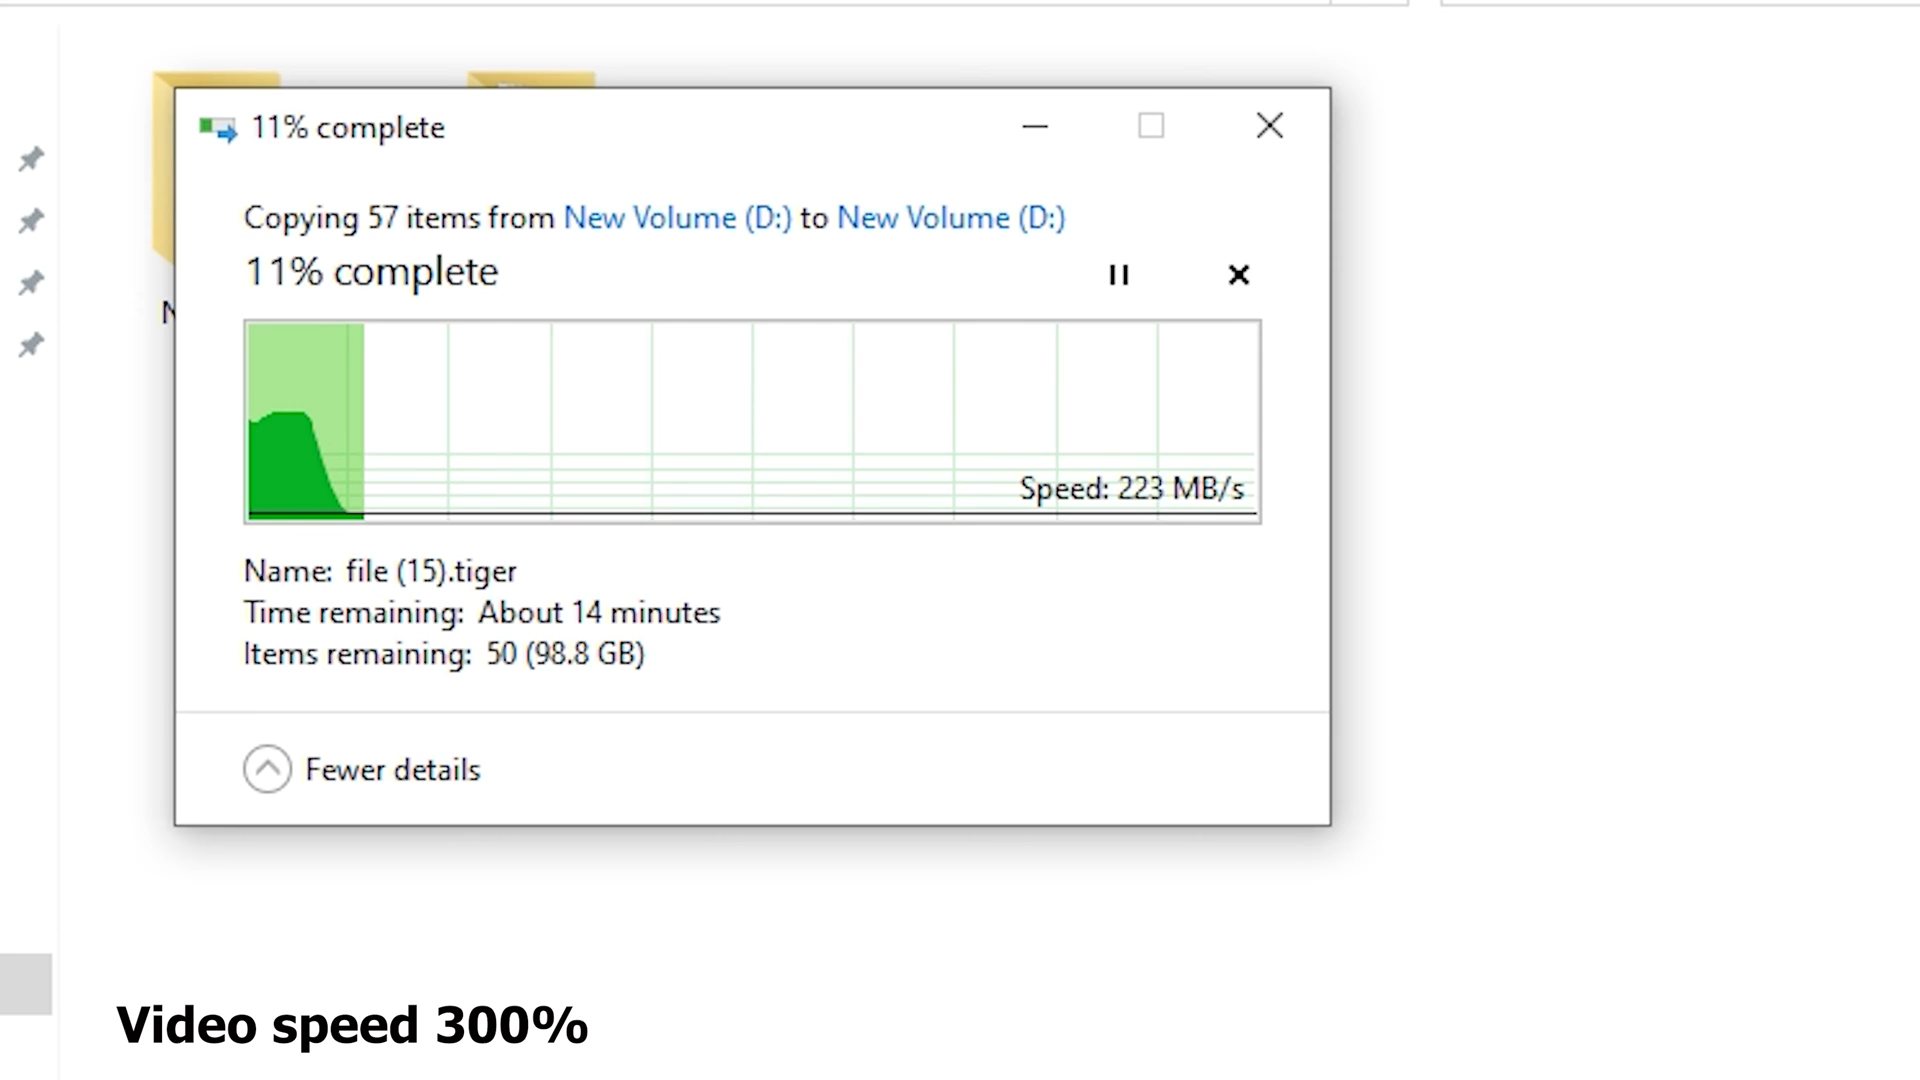 11% complete
Copying 57 items from New Volume (D:) to New Volume (D:)
11% complete
Speed: 223 MB/s
Name: file (15).tiger
Time remaining: About 14 minutes
Items remaining: 50 (98.8 GB)
Fewer details
Video speed 300%